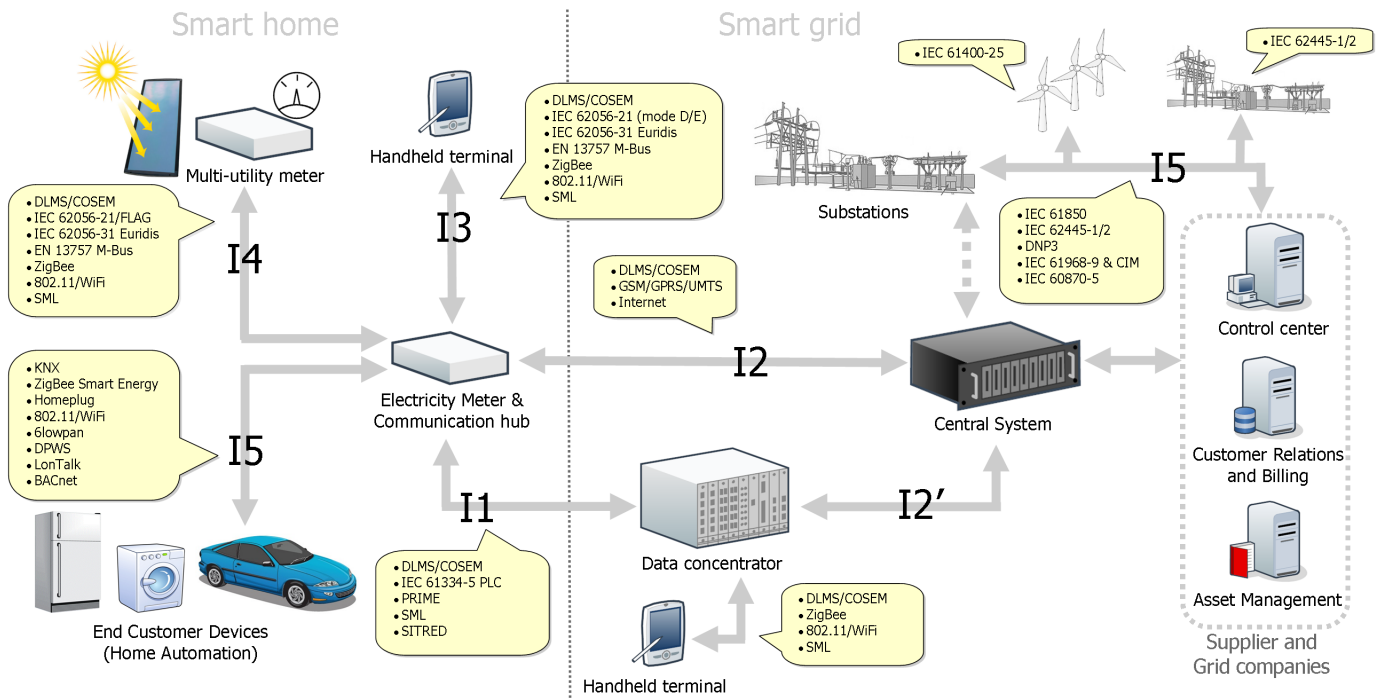 Smart home
Smart grid
Multi-utility meter
• DLMS/COSEM
• IEC 62056-21/FLAG
• IEC 62056-31 Euridis
• EN 13757 M-Bus
• ZigBee
• 802.11/WiFi
• SML
I4
Handheld terminal
• DLMS/COSEM
• IEC 62056-21 (mode D/E)
• IEC 62056-31 Euridis
• EN 13757 M-Bus
• ZigBee
• 802.11/WiFi
• SML
I3
• IEC 61400-25
• IEC 62445-1/2
Substations
I5
• IEC 61850
• IEC 62445-1/2
• DNP3
• IEC 61968-9 & CIM
• IEC 60870-5
• DLMS/COSEM
• GSM/GPRS/UMTS
• Internet
I2
Electricity Meter &
Communication hub
Central System
• KNX
• ZigBee Smart Energy
• Homeplug
• 802.11/WiFi
• 6lowpan
• DPWS
• LonTalk
• BACnet
I5
End Customer Devices
(Home Automation)
I1
• DLMS/COSEM
• IEC 61334-5 PLC
• PRIME
• SML
• SITRED
Data concentrator
I2′
Handheld terminal
• DLMS/COSEM
• ZigBee
• 802.11/WiFi
• SML
Control center
Customer Relations
and Billing
Asset Management
Supplier and
Grid companies